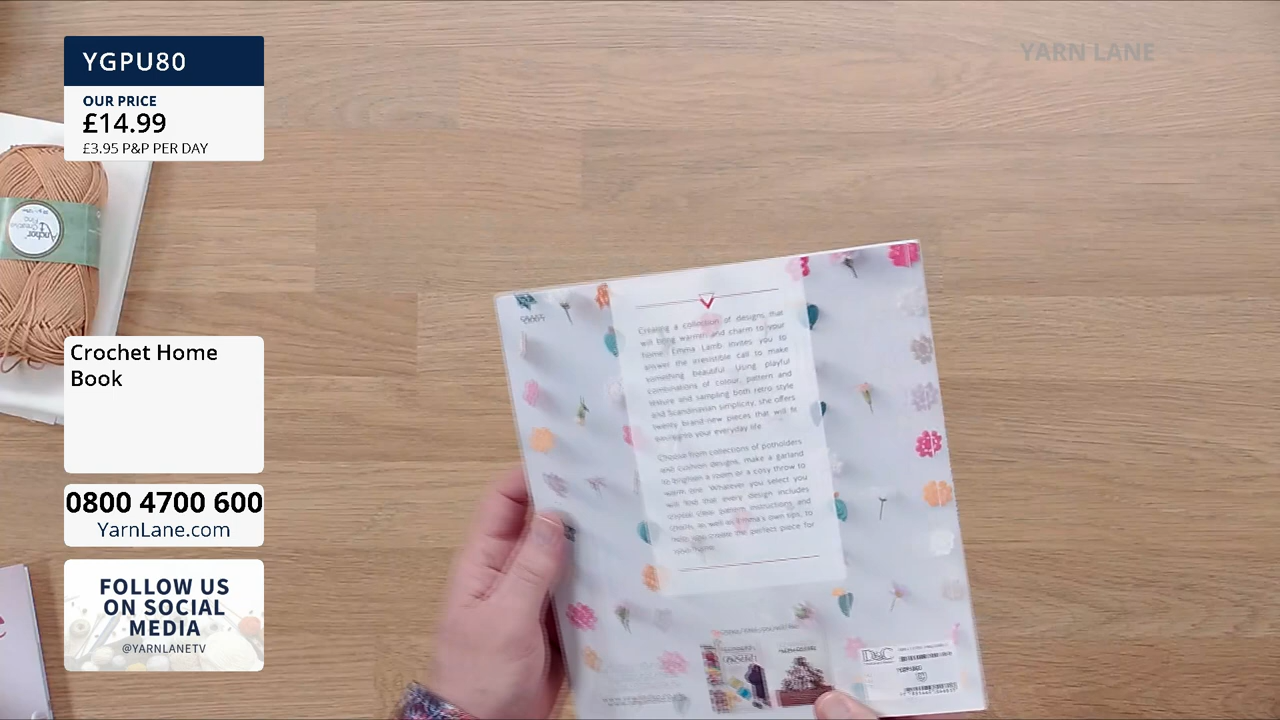 YGPU80
OUR PRICE
£14.99
£3.95 P&P PER DAY
YARN LANE
Anchor
Creativa
Fino
Crochet Home
Book
0800 4700 600
YarnLane.com
FOLLOW US
ON SOCIAL
MEDIA
@YARNLANETV
Creating a collection of designs that
will bring warmth and charm to your
home, Emma Lamb invites you to
answer the irresistible call to make
something beautiful. Using playful
combinations of colour, pattern and
texture and sampling both retro style
and Scandinavian simplicity, she offers
twenty brand-new pieces that will fit
into your everyday life.
Choose from collections of potholders
and cushion designs, make a garland
to brighten a room or a cosy throw to
warm one. Whatever you select you
will find that every design includes
clear pattern instructions and
charts, as well as Emma's own tips, to
help you create the perfect piece for
your home.
D&C